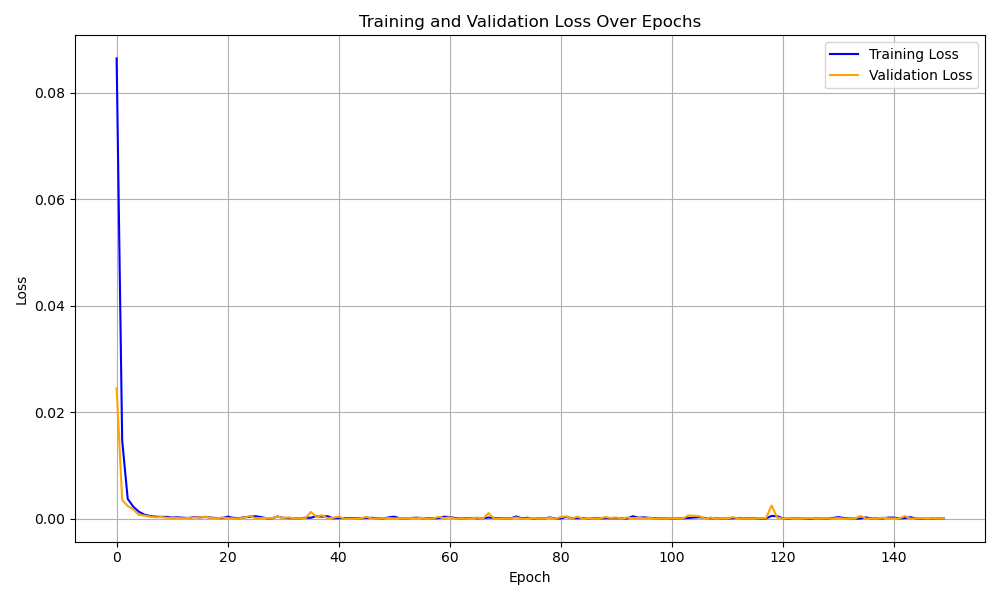 Training and Validation Loss Over Epochs
Training Loss
Validation Loss
Loss
0.08
0.06
0.04
0.02
0.00
0 20 40 60 80 100 120 140
Epoch